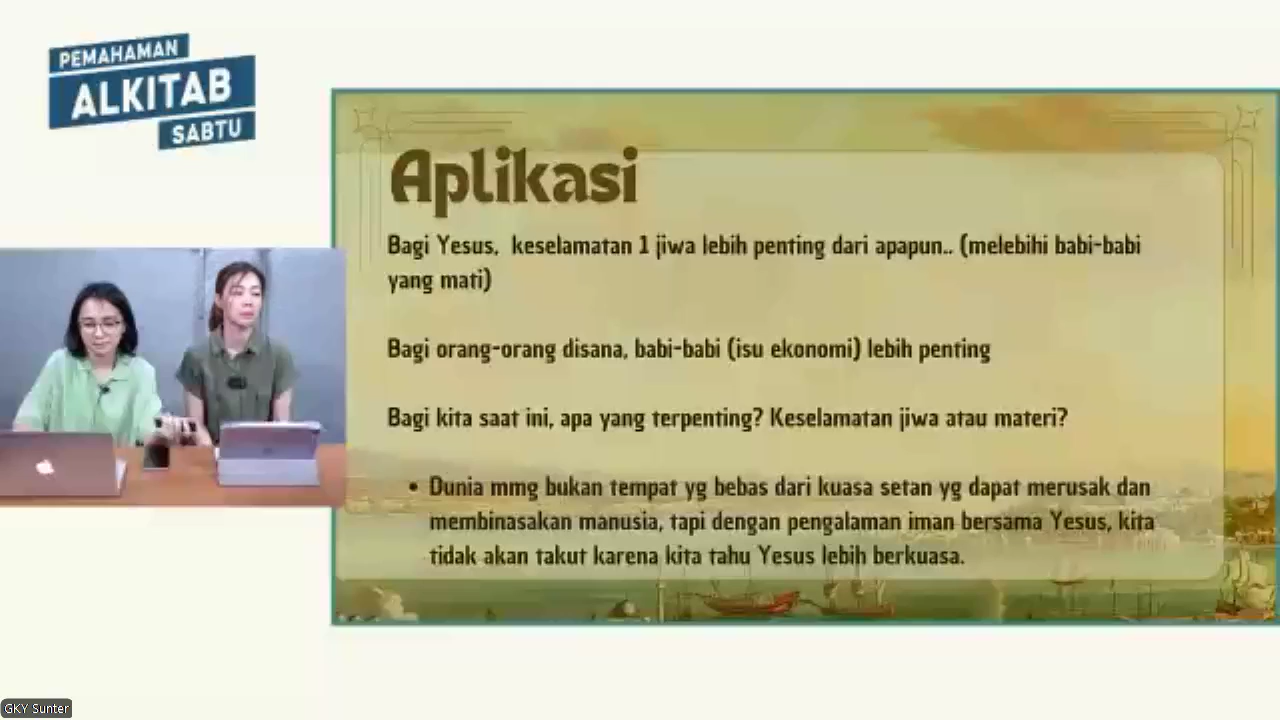 PEMAHAMAN
ALKITAB
SABTU
Aplikasi
Bagi Yesus, keselamatan 1 jiwa lebih penting dari apapun.. (melebihi babi-babi
yang mati)
Bagi orang-orang disana, babi-babi (isu ekonomi) lebih penting
Bagi kita saat ini, apa yang terpenting? Keselamatan jiwa atau materi?
• Dunia mmg bukan tempat yg bebas dari kuasa setan yg dapat merusak dan
membinasakan manusia, tapi dengan pengalaman iman bersama Yesus, kita
tidak akan takut karena kita tahu Yesus lebih berkuasa.
GKY Sunter